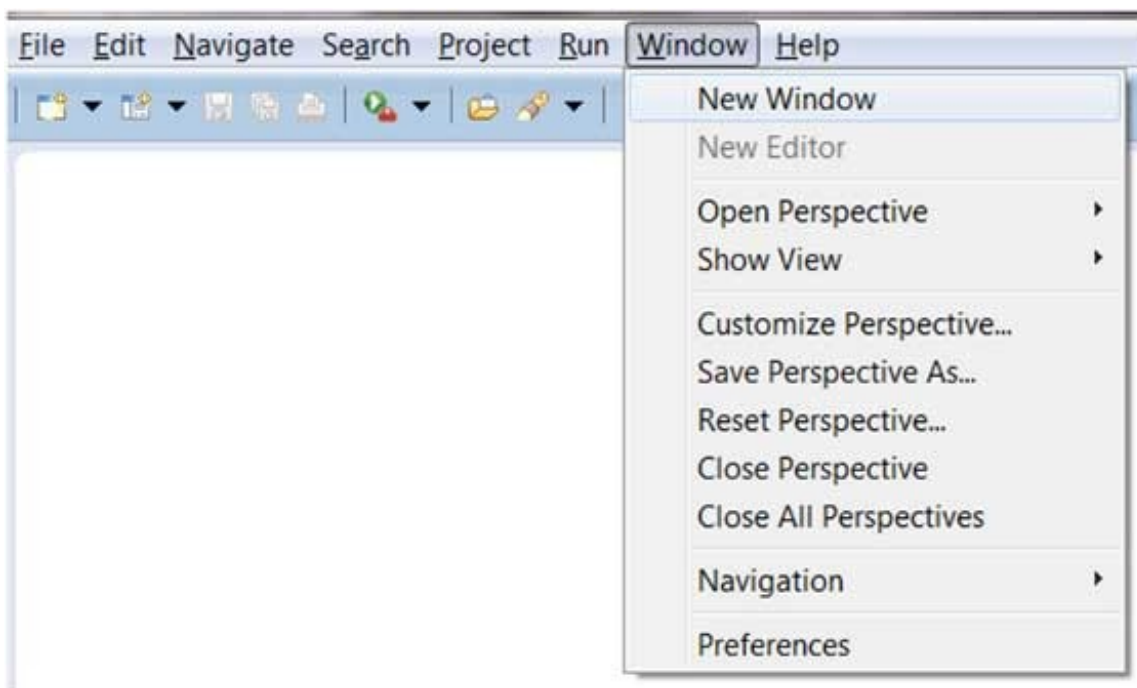 File Edit Navigate Search Project Run Window Help
New Window
New Editor
Open Perspective
Show View
Customize Perspective...
Save Perspective As...
Reset Perspective...
Close Perspective
Close All Perspectives
Navigation
Preferences